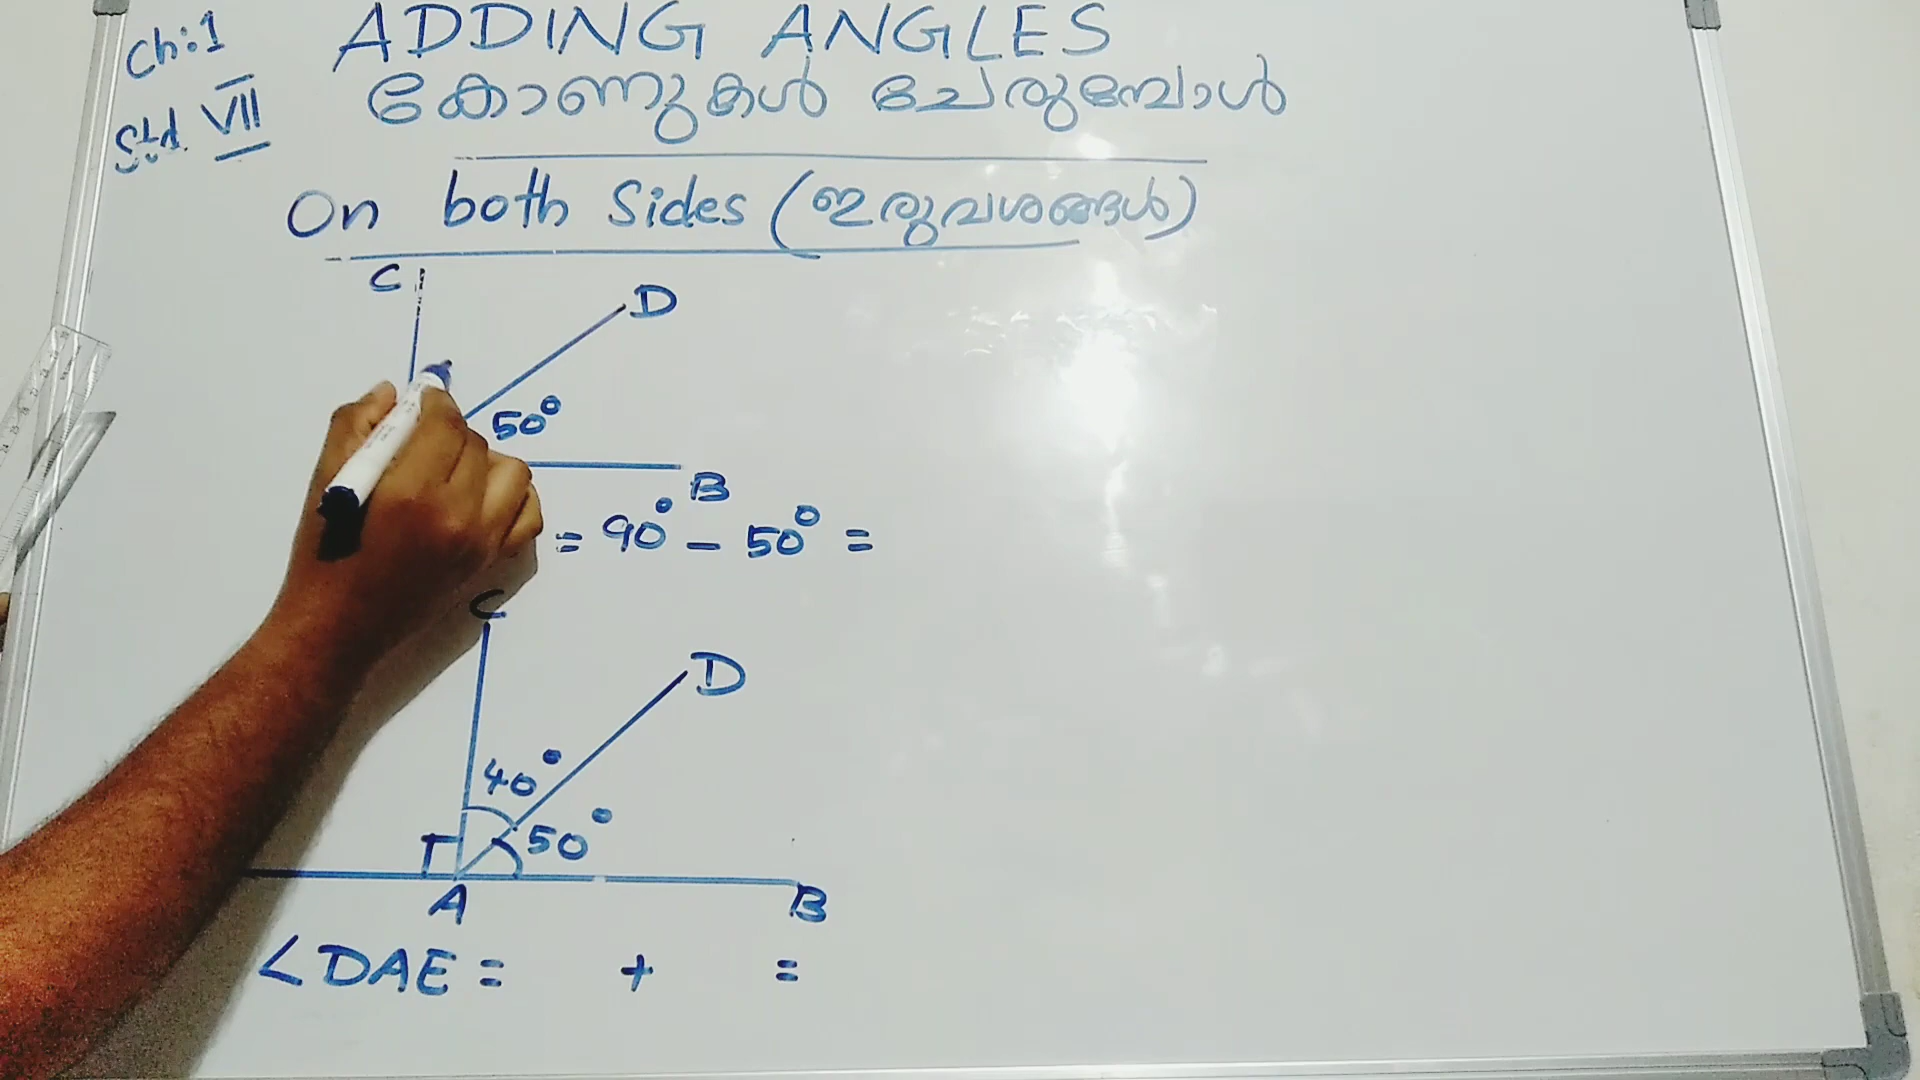 Ch:1
ADDING ANGLES
Std VII
കോണുകൾ ചേരുമ്പോൾ
On both Sides (ഇരുവശങ്ങൾ)
C
D
50°
B
= 90° - 50° =
C
D
40°
50°
A
B
<DAE = + =